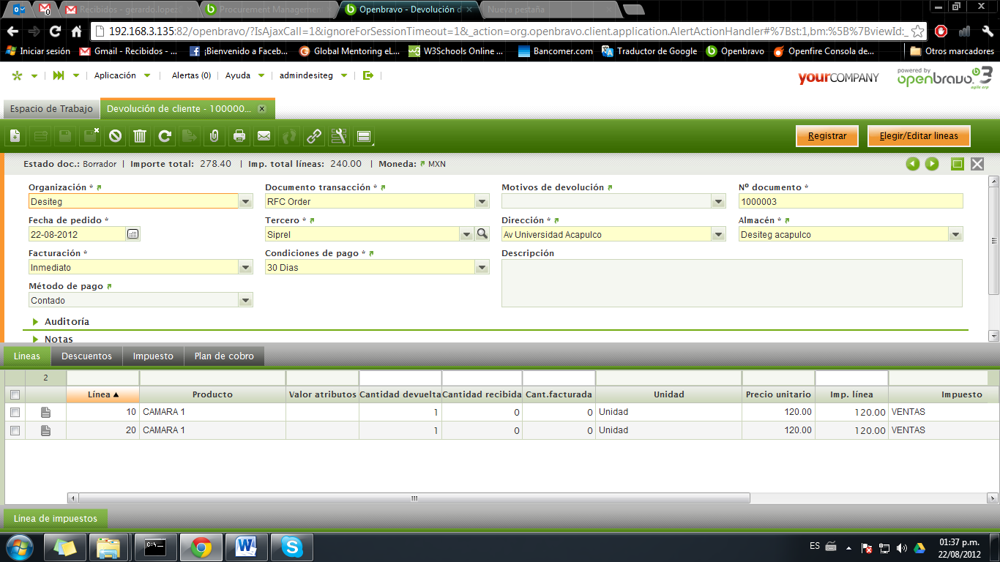 0
Recibidos - gerardo.lopez
Procurement Management
Openbravo - Devolución d
Nueva pestaña
192.168.3.135:82/openbravo/?IsAjaxCall=1&ignoreForSessionTimeout=1&_action=org.openbravo.client.application.AlertActionHandler#%7Bst:1,bm:%5B%7BviewId:_
Iniciar sesión
Gmail - Recibidos - ...
¡Bienvenido a Faceb...
Global Mentoring eL...
W3Schools Online ...
Bancomer.com
Traductor de Google
Openbravo
Openfire Consola de...
Otros marcadores
Aplicación
Alertas (0)
Ayuda
admindesiteg
yourCOMPANY
powered by
openbravo 3
agile erp
Espacio de Trabajo
Devolución de cliente - 100000...
Registrar
Elegir/Editar lineas
Estado doc.: Borrador | Importe total: 278.40 | Imp. total líneas: 240.00 | Moneda: MXN
Organización *
Documento transacción *
Motivos de devolución
Nº documento *
Desiteg
RFC Order
1000003
Fecha de pedido *
Tercero *
Dirección *
Almacén *
22-08-2012
Siprel
Av Universidad Acapulco
Desiteg acapulco
Facturación *
Condiciones de pago *
Descripción
Inmediato
30 Dias
Método de pago
Contado
Auditoría
Notas
Lineas
Descuentos
Impuesto
Plan de cobro
2
Línea
Producto
Valor atributos
Cantidad devuelta
Cantidad recibida
Cant.facturada
Unidad
Precio unitario
Imp. línea
Impuesto
10 CAMARA 1 1 0 0 Unidad 120.00 120.00 VENTAS
20 CAMARA 1 1 0 0 Unidad 120.00 120.00 VENTAS
Linea de impuestos
ES
01:37 p.m.
22/08/2012